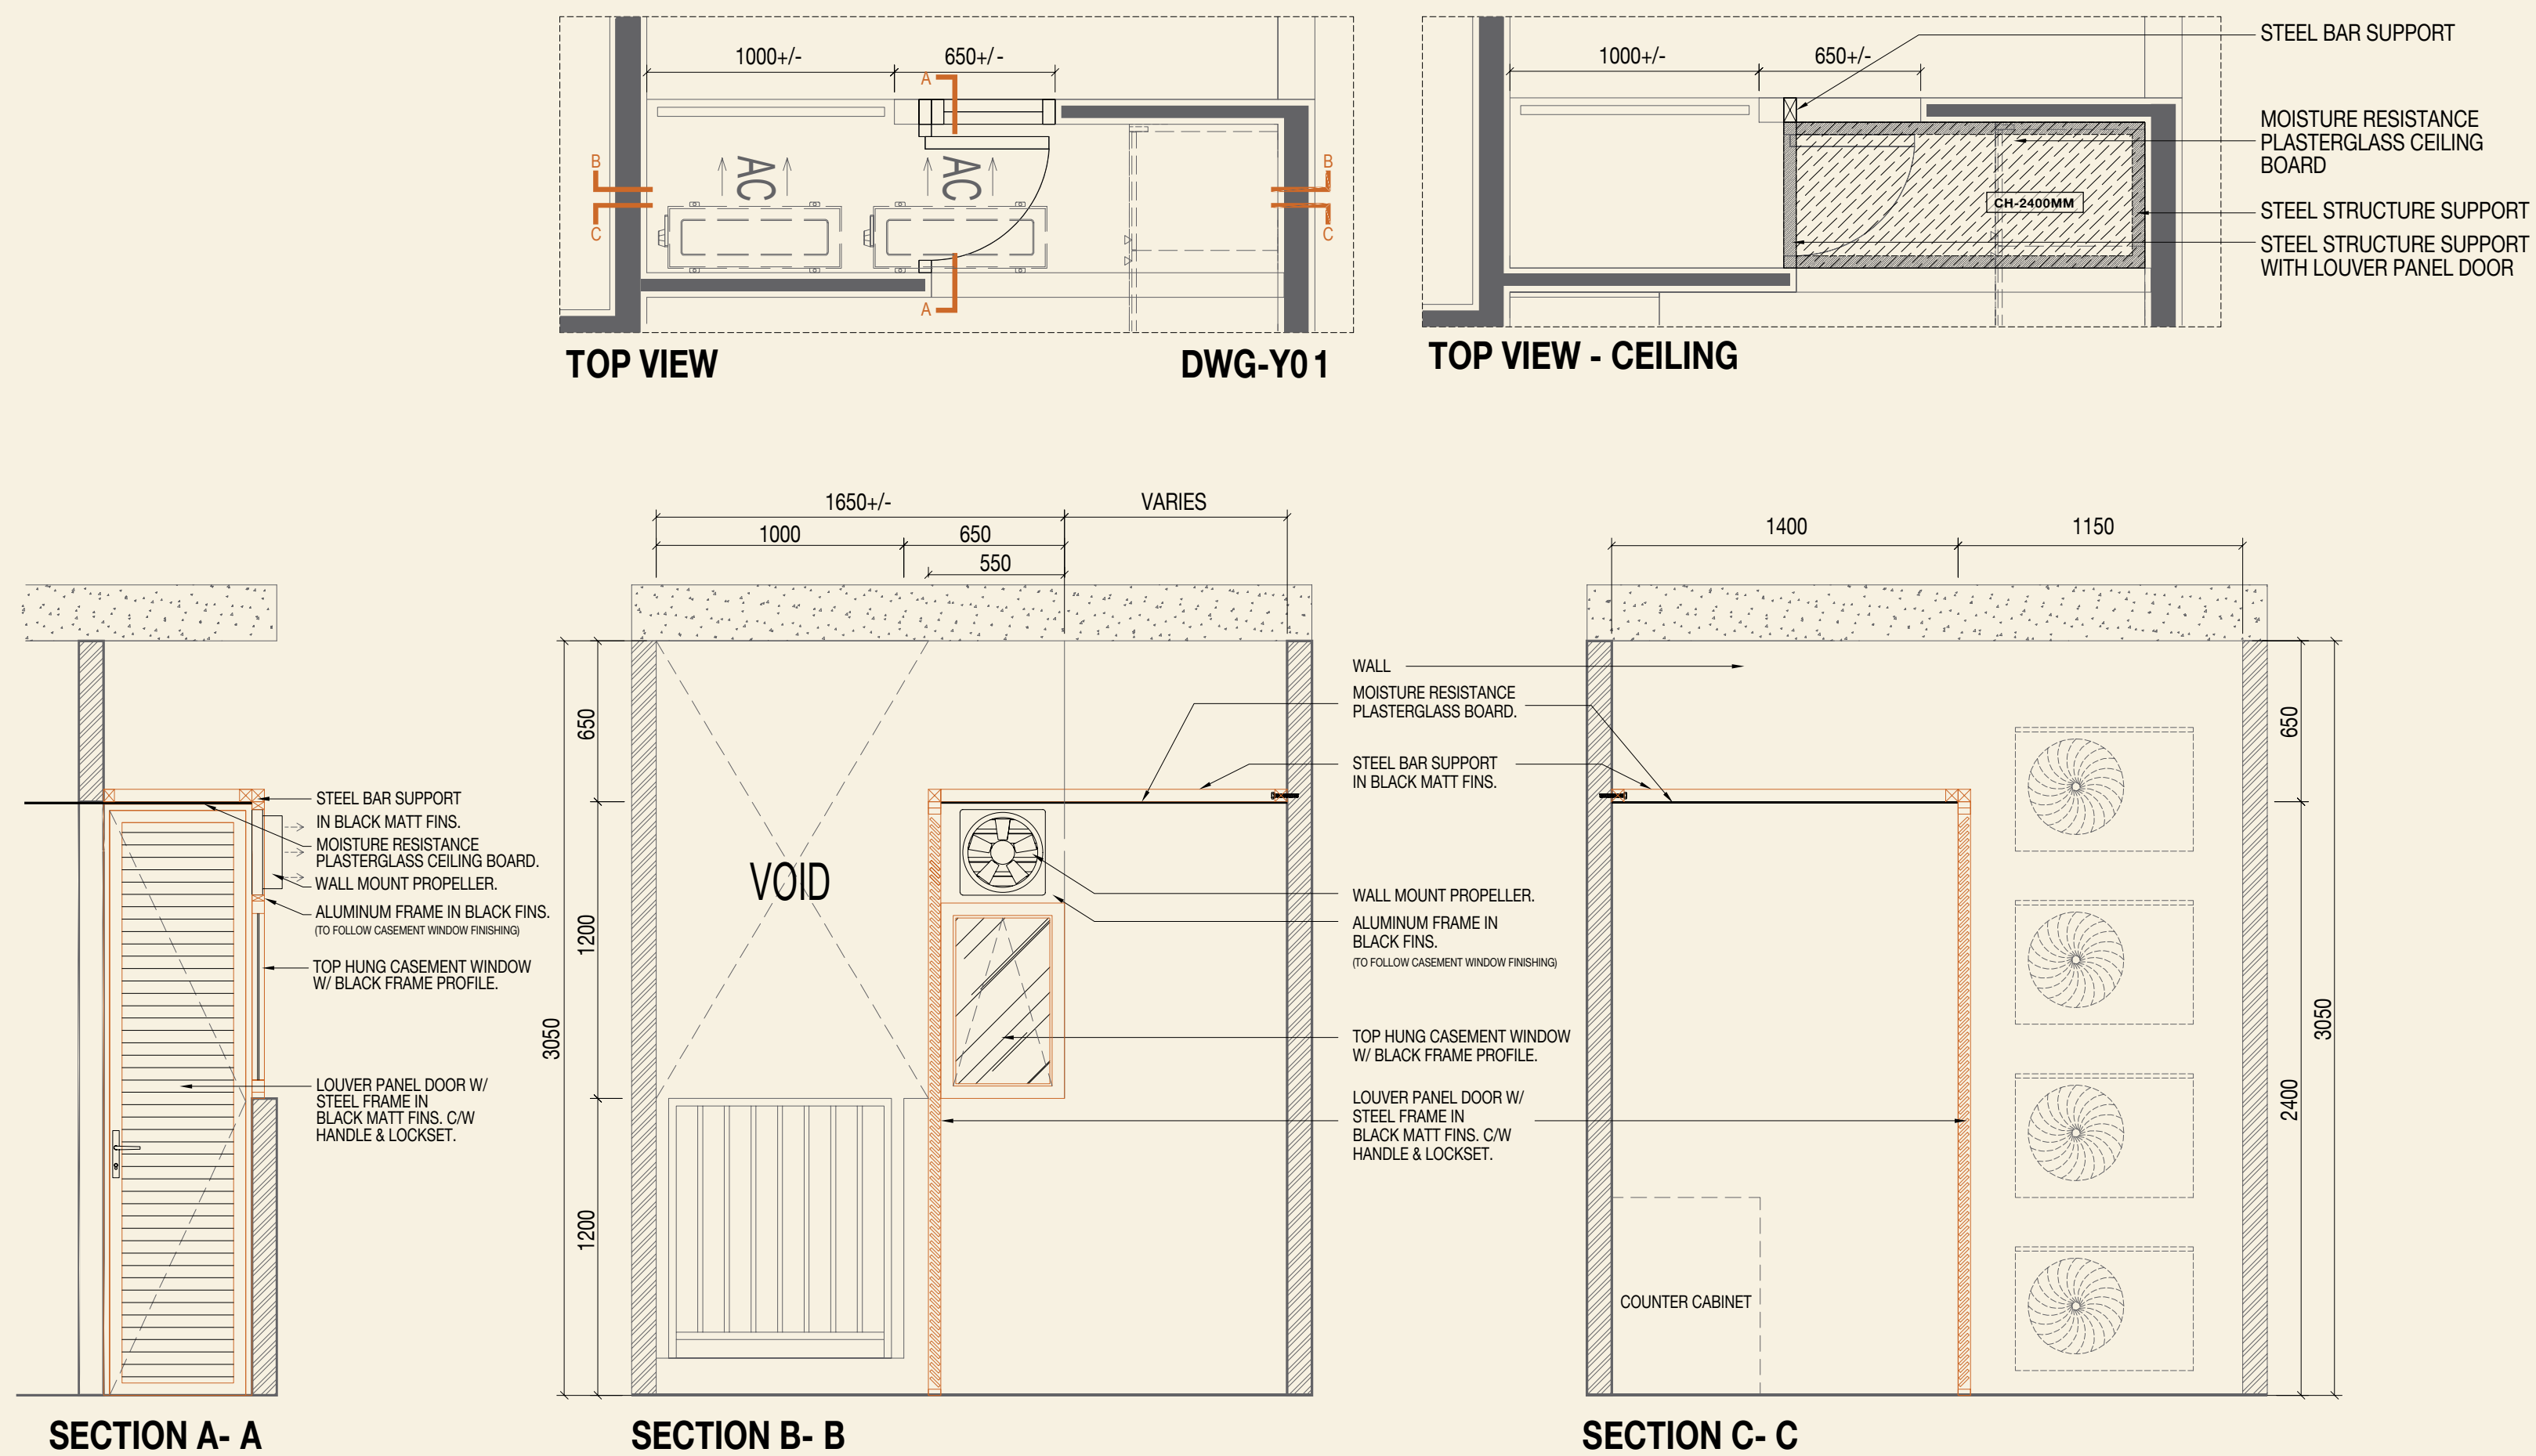 1000+/-
650+/-
A
AC
AC
B
C
B
C
A
TOP VIEW
DWG-Y01
1000+/-
650+/-
STEEL BAR SUPPORT
MOISTURE RESISTANCE
PLASTERGLASS CEILING
BOARD
CH-2400MM
STEEL STRUCTURE SUPPORT
STEEL STRUCTURE SUPPORT
WITH LOUVER PANEL DOOR
TOP VIEW - CEILING
STEEL BAR SUPPORT
IN BLACK MATT FINS.
MOISTURE RESISTANCE
PLASTERGLASS CEILING BOARD.
WALL MOUNT PROPELLER.
ALUMINUM FRAME IN BLACK FINS.
(TO FOLLOW CASEMENT WINDOW FINISHING)
TOP HUNG CASEMENT WINDOW
W/ BLACK FRAME PROFILE.
LOUVER PANEL DOOR W/
STEEL FRAME IN
BLACK MATT FINS. C/W
HANDLE & LOCKSET.
SECTION A- A
1650+/-
VARIES
1000
650
550
650
1200
3050
1200
VOID
SECTION B- B
WALL
MOISTURE RESISTANCE
PLASTERGLASS BOARD.
STEEL BAR SUPPORT
IN BLACK MATT FINS.
WALL MOUNT PROPELLER.
ALUMINUM FRAME IN
BLACK FINS.
(TO FOLLOW CASEMENT WINDOW FINISHING)
TOP HUNG CASEMENT WINDOW
W/ BLACK FRAME PROFILE.
LOUVER PANEL DOOR W/
STEEL FRAME IN
BLACK MATT FINS. C/W
HANDLE & LOCKSET.
1400
1150
650
3050
2400
COUNTER CABINET
SECTION C- C